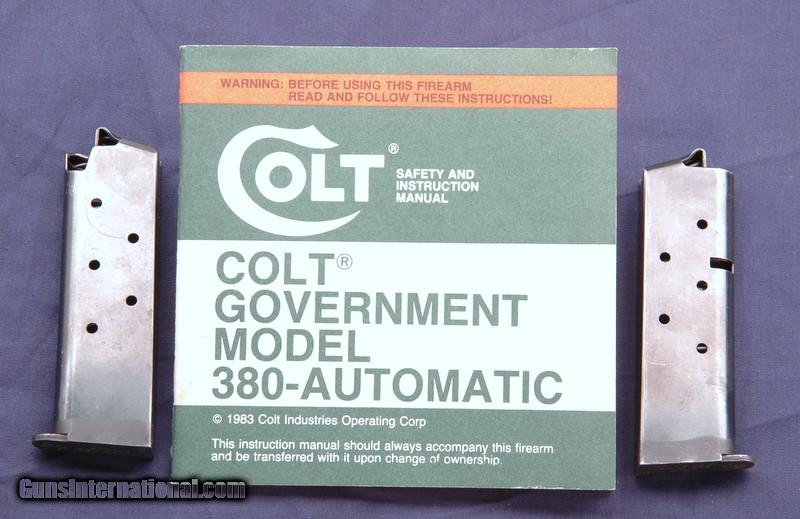 WARNING: BEFORE USING THIS FIREARM
READ AND FOLLOW THESE INSTRUCTIONS!
COLT®
SAFETY AND
INSTRUCTION
MANUAL
COLT®
GOVERNMENT
MODEL
380-AUTOMATIC
© 1983 Colt Industries Operating Corp
This instruction manual should always accompany this firearm
and be transferred with it upon change of ownership.
GunsInternational.com